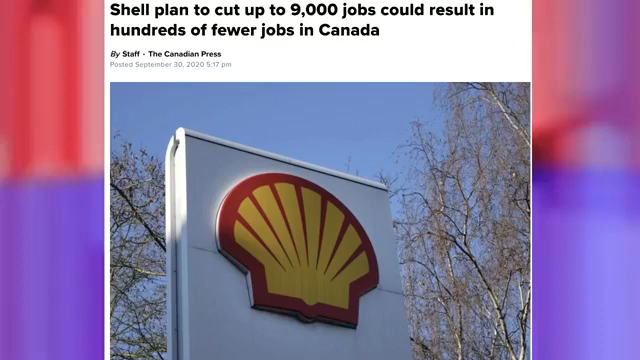 Shell plan to cut up to 9,000 jobs could result in
hundreds of fewer jobs in Canada
By Staff · The Canadian Press
Posted September 30, 2020 5:17 pm